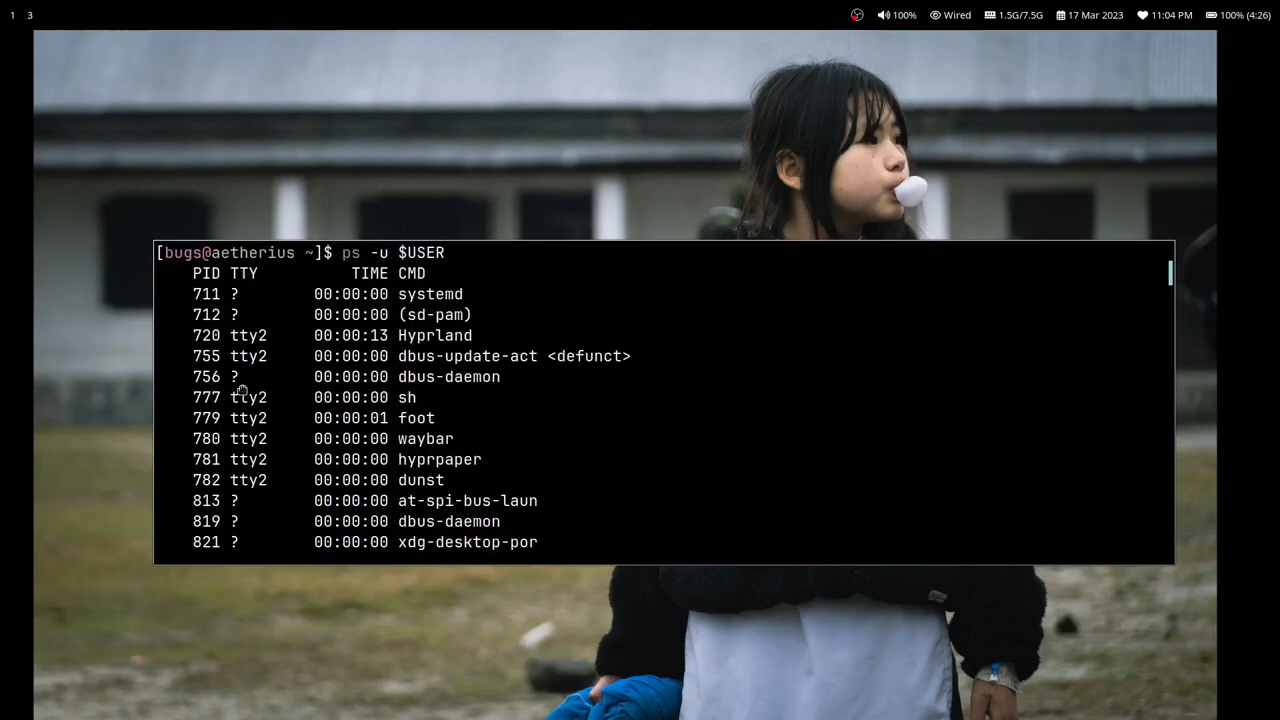 1 3 100% Wired 1.5G/7.5G 17 Mar 2023 11:04 PM 100% (4:26)
[bugs@aetherius ~]$ ps -u $USER
PID TTY TIME CMD
711 ? 00:00:00 systemd
712 ? 00:00:00 (sd-pam)
720 tty2 00:00:13 Hyprland
755 tty2 00:00:00 dbus-update-act <defunct>
756 ? 00:00:00 dbus-daemon
777 tty2 00:00:00 sh
779 tty2 00:00:01 foot
780 tty2 00:00:00 waybar
781 tty2 00:00:00 hyprpaper
782 tty2 00:00:00 dunst
813 ? 00:00:00 at-spi-bus-laun
819 ? 00:00:00 dbus-daemon
821 ? 00:00:00 xdg-desktop-por